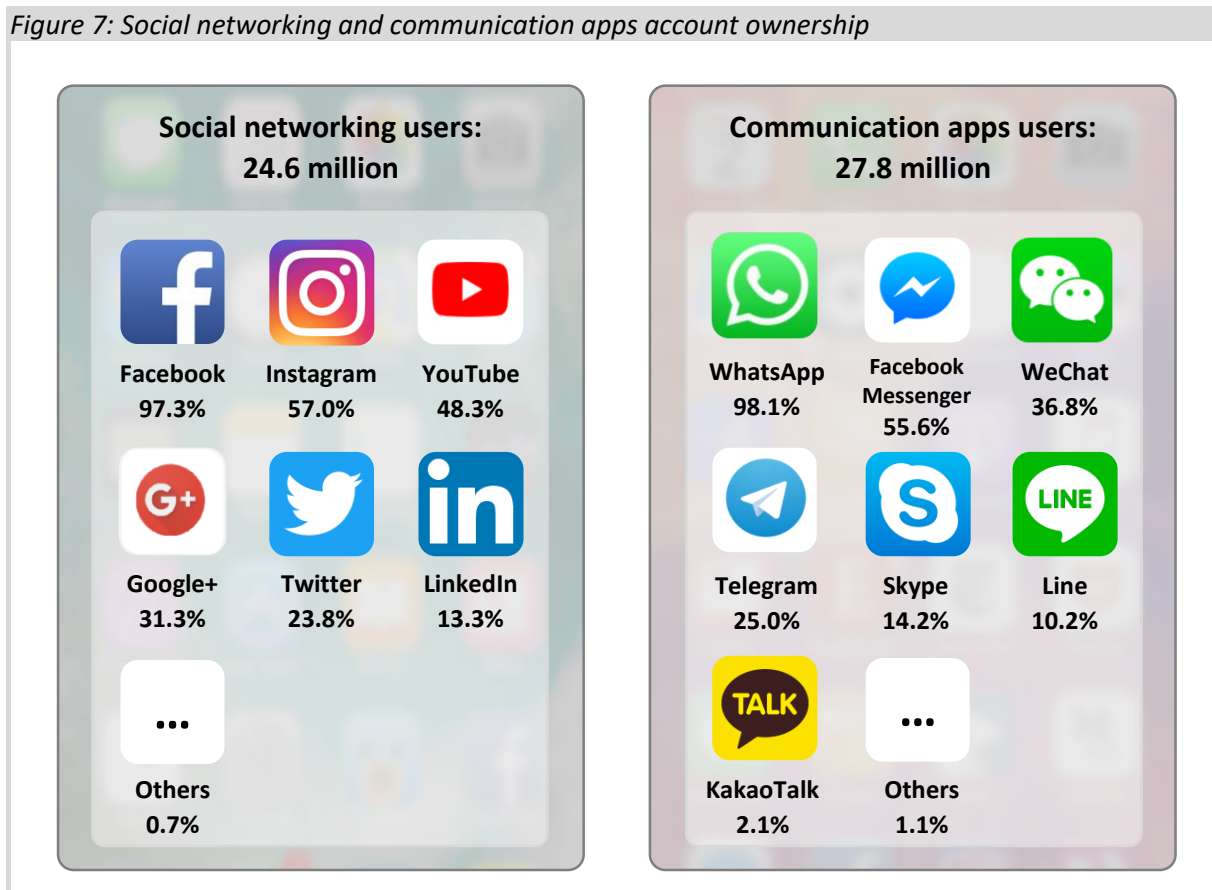 Figure 7: Social networking and communication apps account ownership
Social networking users:
24.6 million
Facebook
97.3%
Instagram
57.0%
YouTube
48.3%
G+
in
Google+
31.3%
Twitter
23.8%
LinkedIn
13.3%
...
Others
0.7%
Communication apps users:
27.8 million
WhatsApp
98.1%
Facebook
Messenger
55.6%
WeChat
36.8%
S
LINE
Telegram
25.0%
Skype
14.2%
Line
10.2%
TALK
...
KakaoTalk
2.1%
Others
1.1%